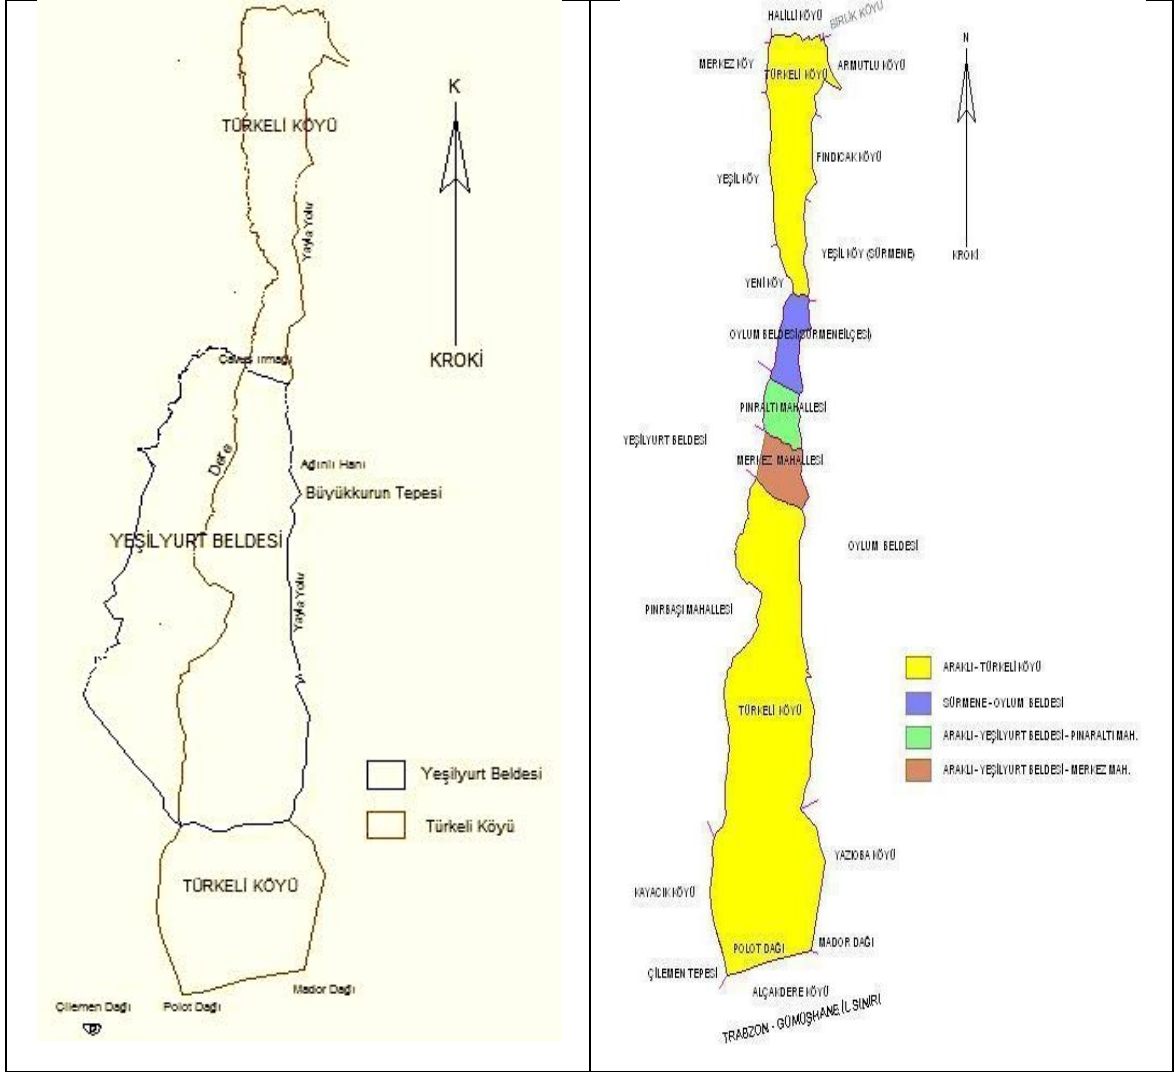 TÜRKELİ KÖYÜ
K
Yayla Yolu
KROKİ
Çavuş ırmağı
Dere
Ağınlı Hanı
Büyükkurun Tepesi
YEŞİLYURT BELDESİ
Yayla Yolu
Yeşilyurt Beldesi
Türkeli Köyü
TÜRKELİ KÖYÜ
Mador Dağı
Çilemen Dağı
Polot Dağı
HALİLLİ KÖYÜ
BİRLİK KÖYÜ
N
MERKEZ KÖY
TÜRKELİ KÖYÜ
ARMUTLU KÖYÜ
FINDICAK KÖYÜ
YEŞİL KÖY
YEŞİL KÖY (SÜRMENE)
KROKİ
YENİ KÖY
OYLUM BELDESİ(SÜRMENEİLÇESİ)
PINRALTI MAHALLESİ
YEŞİLYURT BELDESİ
MERKEZ MAHALLESİ
OYLUM BELDESİ
PINRBAŞI MAHALLESİ
ARAKLI - TÜRKELİ KÖYÜ
SÜRMENE - OYLUM BELDESİ
TÜRKELİ KÖYÜ
ARAKLI - YEŞİLYURT BELDESİ - PINARALTI MAH.
ARAKLI - YEŞİLYURT BELDESİ - MERKEZ MAH.
YAZIOBA KÖYÜ
KAYACIK KÖYÜ
POLOT DAĞI
MADOR DAĞI
ÇİLEMEN TEPESİ
ALÇAKDERE KÖYÜ
TRABZON - GÜMÜŞHANE İL SINIRI